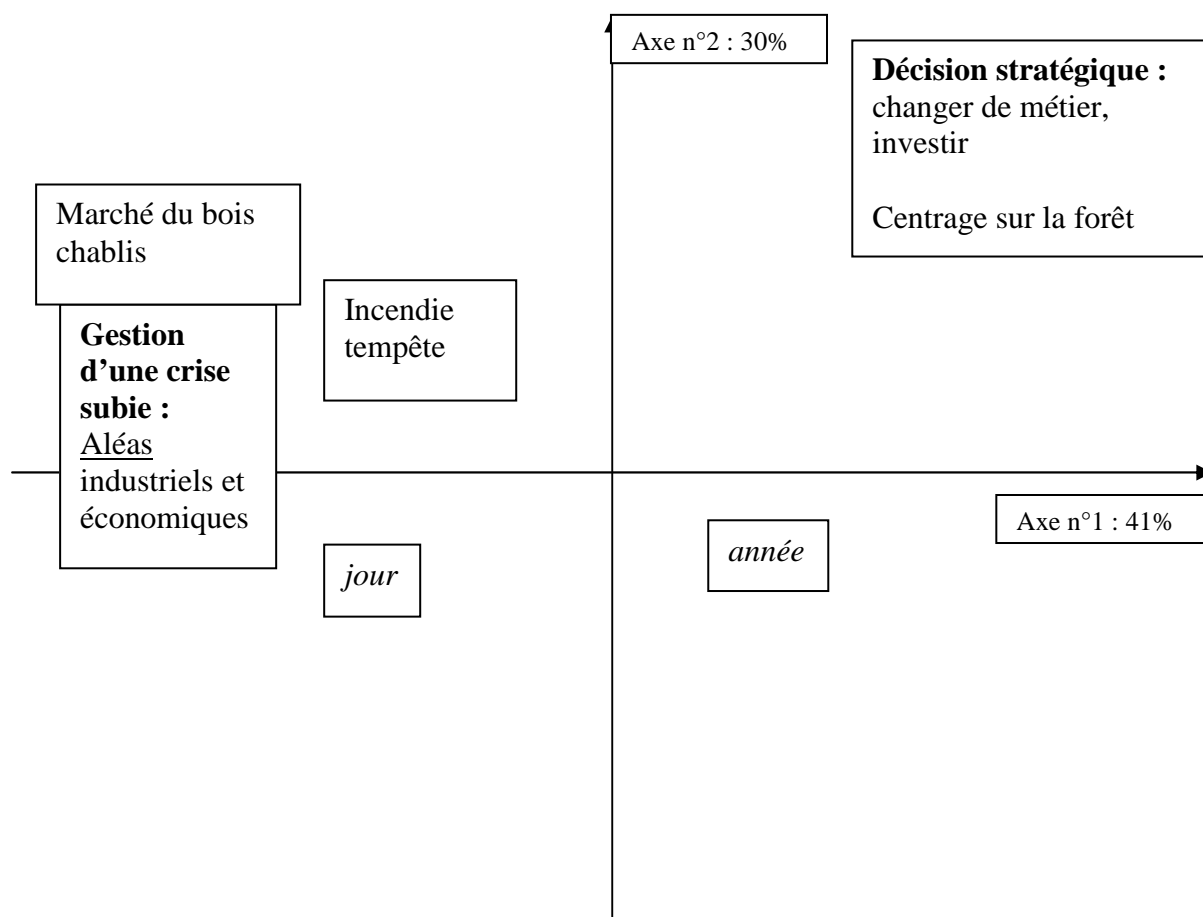 Axe n°2 : 30%
Décision stratégique :
changer de métier,
investir
Centrage sur la forêt
Marché du bois
chablis
Incendie
tempête
Gestion
d’une crise
subie :
Aléas
industriels et
économiques
Axe n°1 : 41%
jour
année